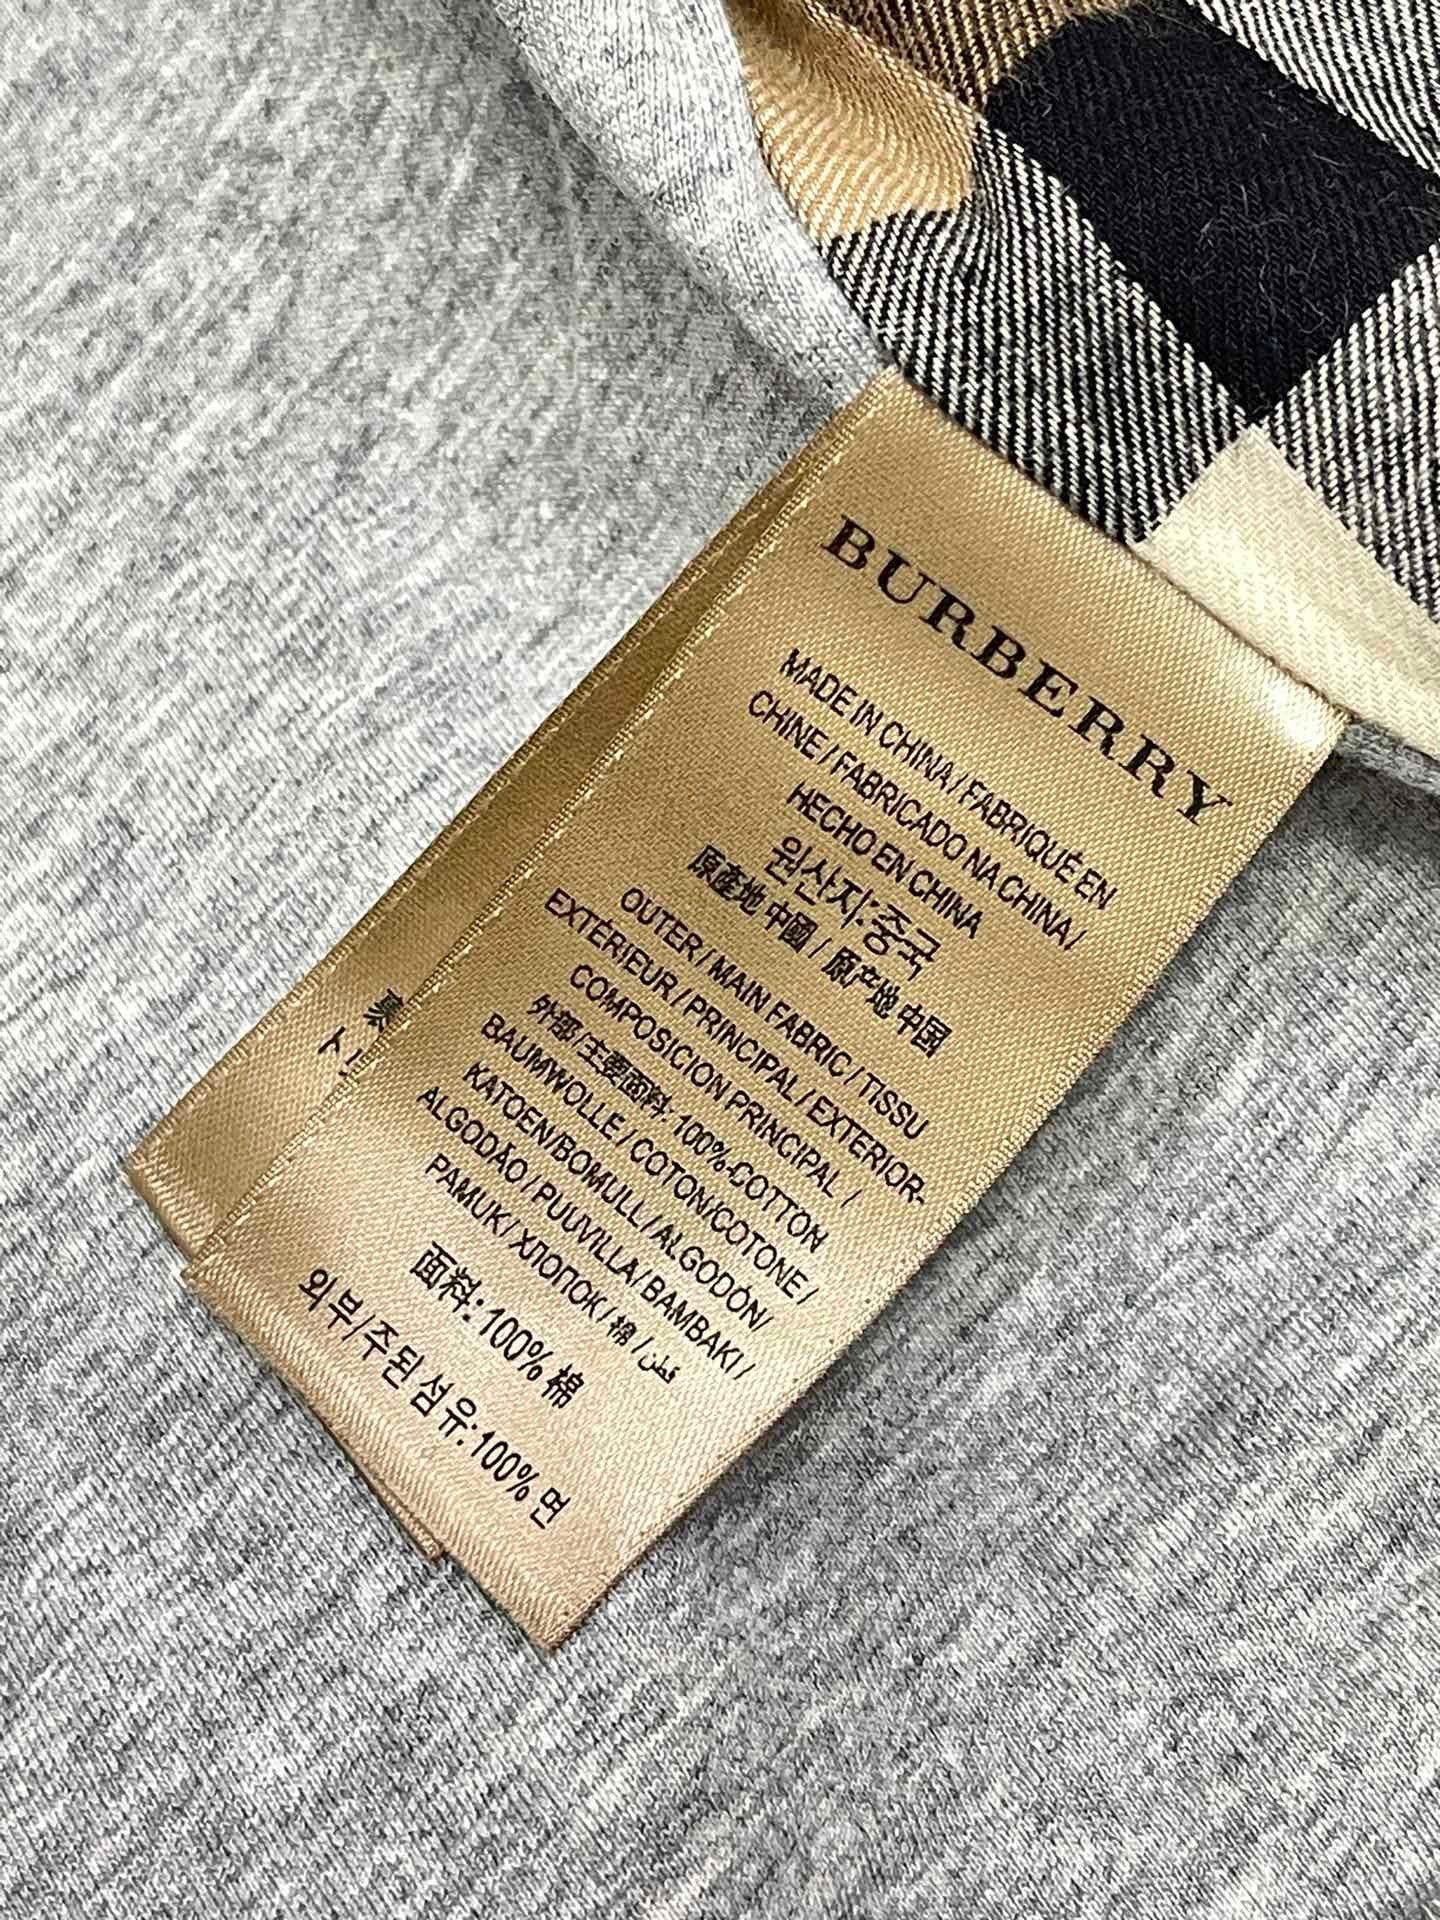 BURBERRY
MADE IN CHINA / FABRIQUÉ EN
CHINE / FABRICADO NA CHINA /
HECHO EN CHINA
원산지:중국
原產地 中國 / 原产地 中国
OUTER / MAIN FABRIC / TISSU
EXTÉRIEUR / PRINCIPAL / EXTERIOR-
COMPOSICION PRINCIPAL /
外部/主要面料: 100%-COTTON
BAUMWOLLE / COTON/COTONE /
KATOEN/BOMULL / ALGODÓN/
ALGODÃO / PUUVILLA/ BAMBAKI /
PAMUK / ХЛОПОК / 棉 / قطن
面料: 100% 棉
외부/주된섬유:100% 면
裏